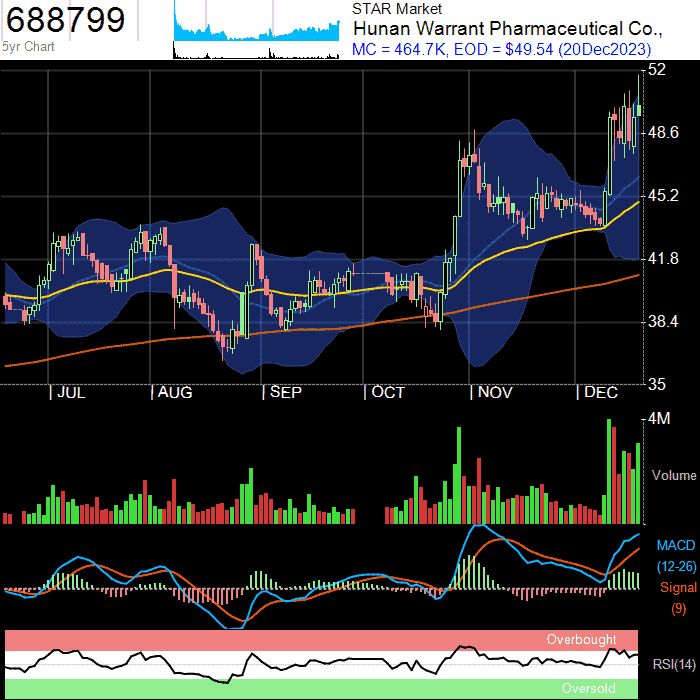 688799
5yr Chart
STAR Market
Hunan Warrant Pharmaceutical Co.,
MC = 464.7K, EOD = $49.54 (20Dec2023)
52
48.6
45.2
41.8
38.4
35
| JUL | AUG | SEP | OCT | NOV | DEC
4M
Volume
MACD
(12-26)
Signal
(9)
Overbought
RSI(14)
Oversold